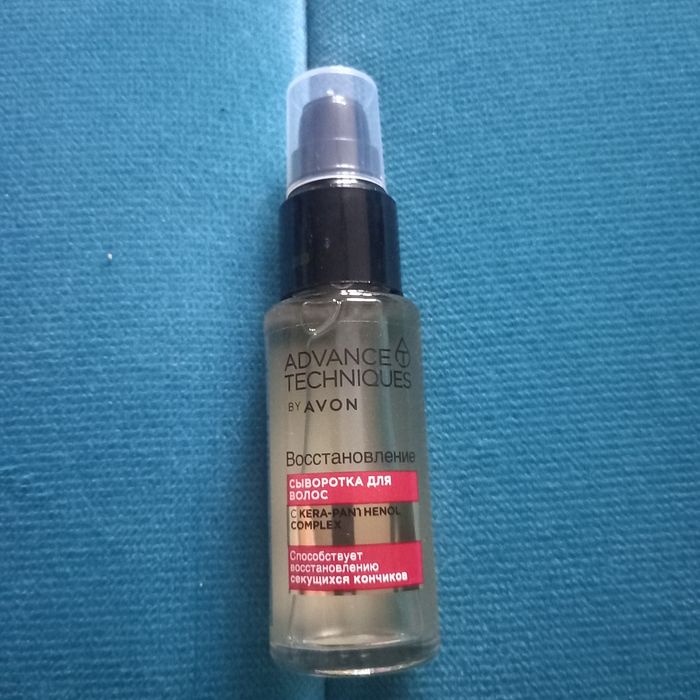 ADVANCE
TECHNIQUES
BY AVON
Восстановление
СЫВОРОТКА ДЛЯ
ВОЛОС
С KERA-PANTHENOL
COMPLEX
Способствует
восстановлению
секущихся кончиков